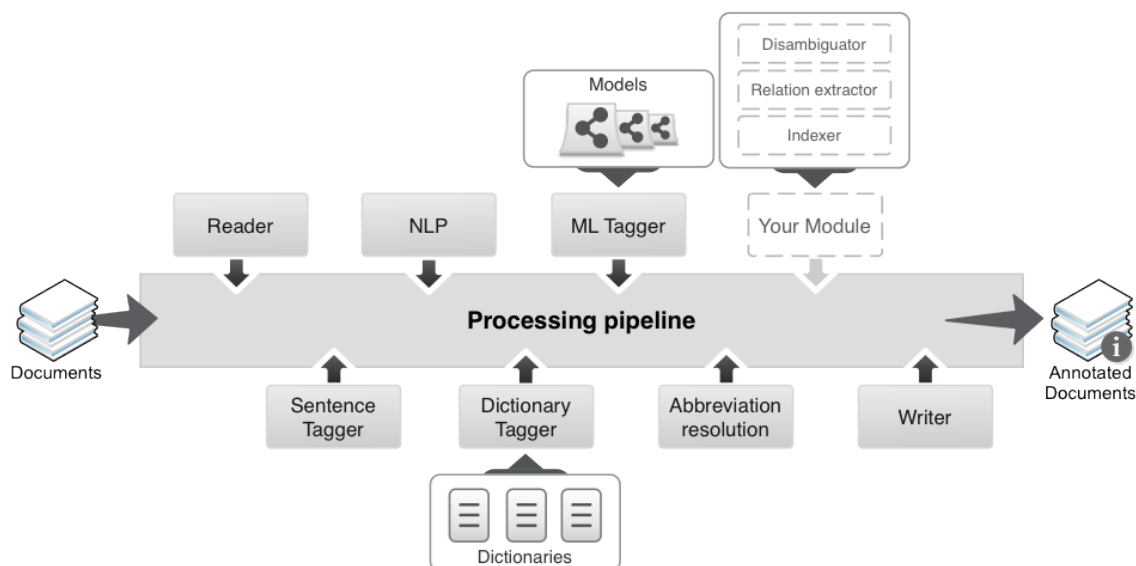 Disambiguator
Relation extractor
Indexer
Models
Reader
NLP
ML Tagger
Your Module
Processing pipeline
Documents
Annotated
Documents
Sentence
Tagger
Dictionary
Tagger
Abbreviation
resolution
Writer
Dictionaries